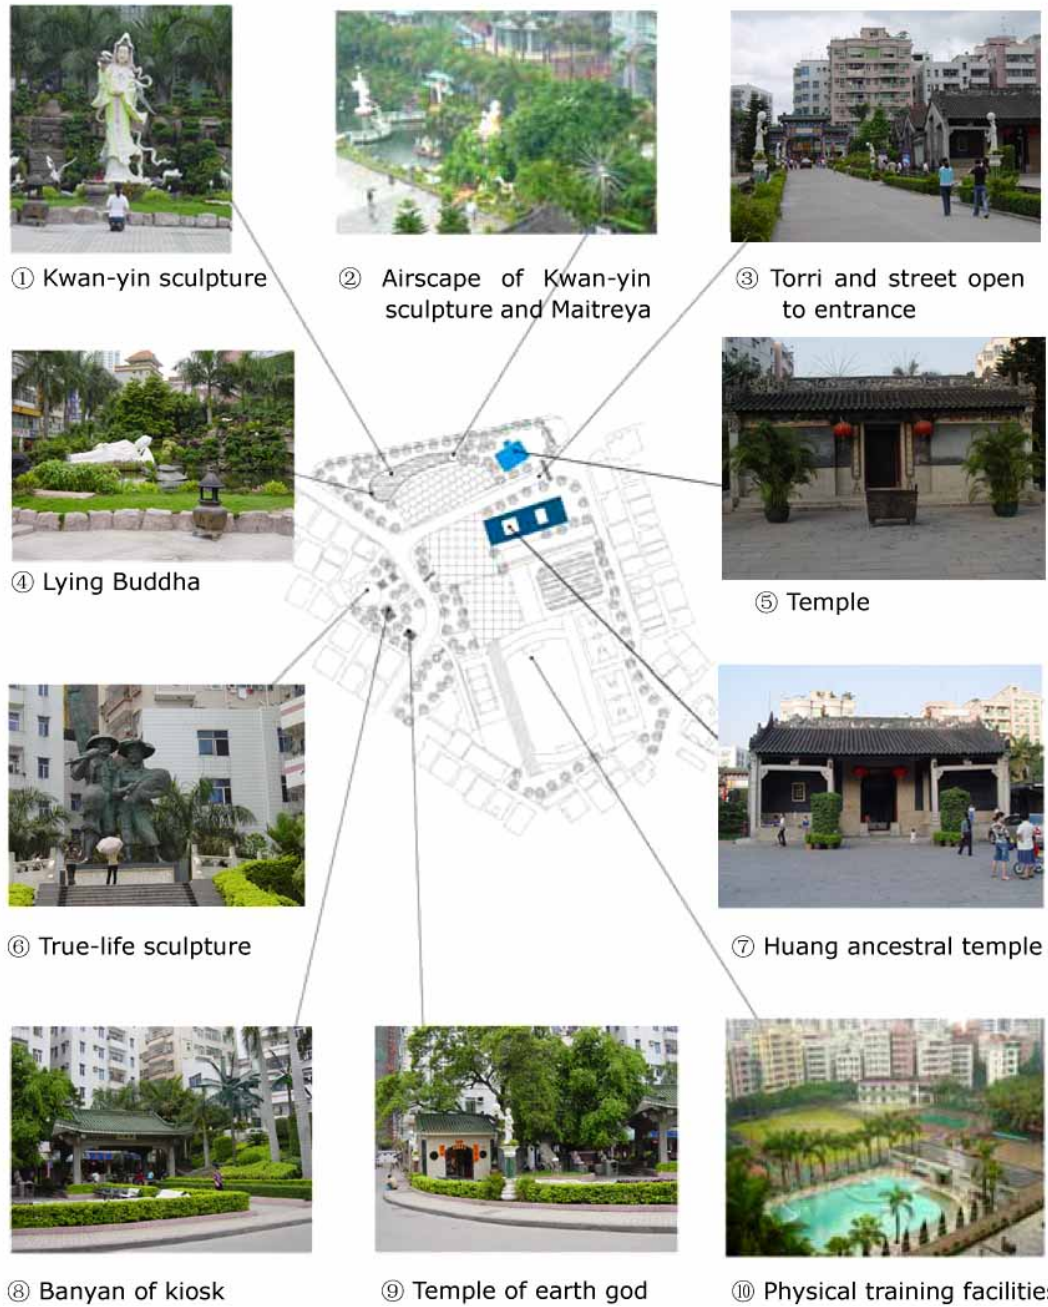 ① Kwan-yin sculpture
② Airscape of Kwan-yin
sculpture and Maitreya
③ Torri and street open
to entrance
④ Lying Buddha
⑤ Temple
⑥ True-life sculpture
⑦ Huang ancestral temple
⑧ Banyan of kiosk
⑨ Temple of earth god
⑩ Physical training facilities